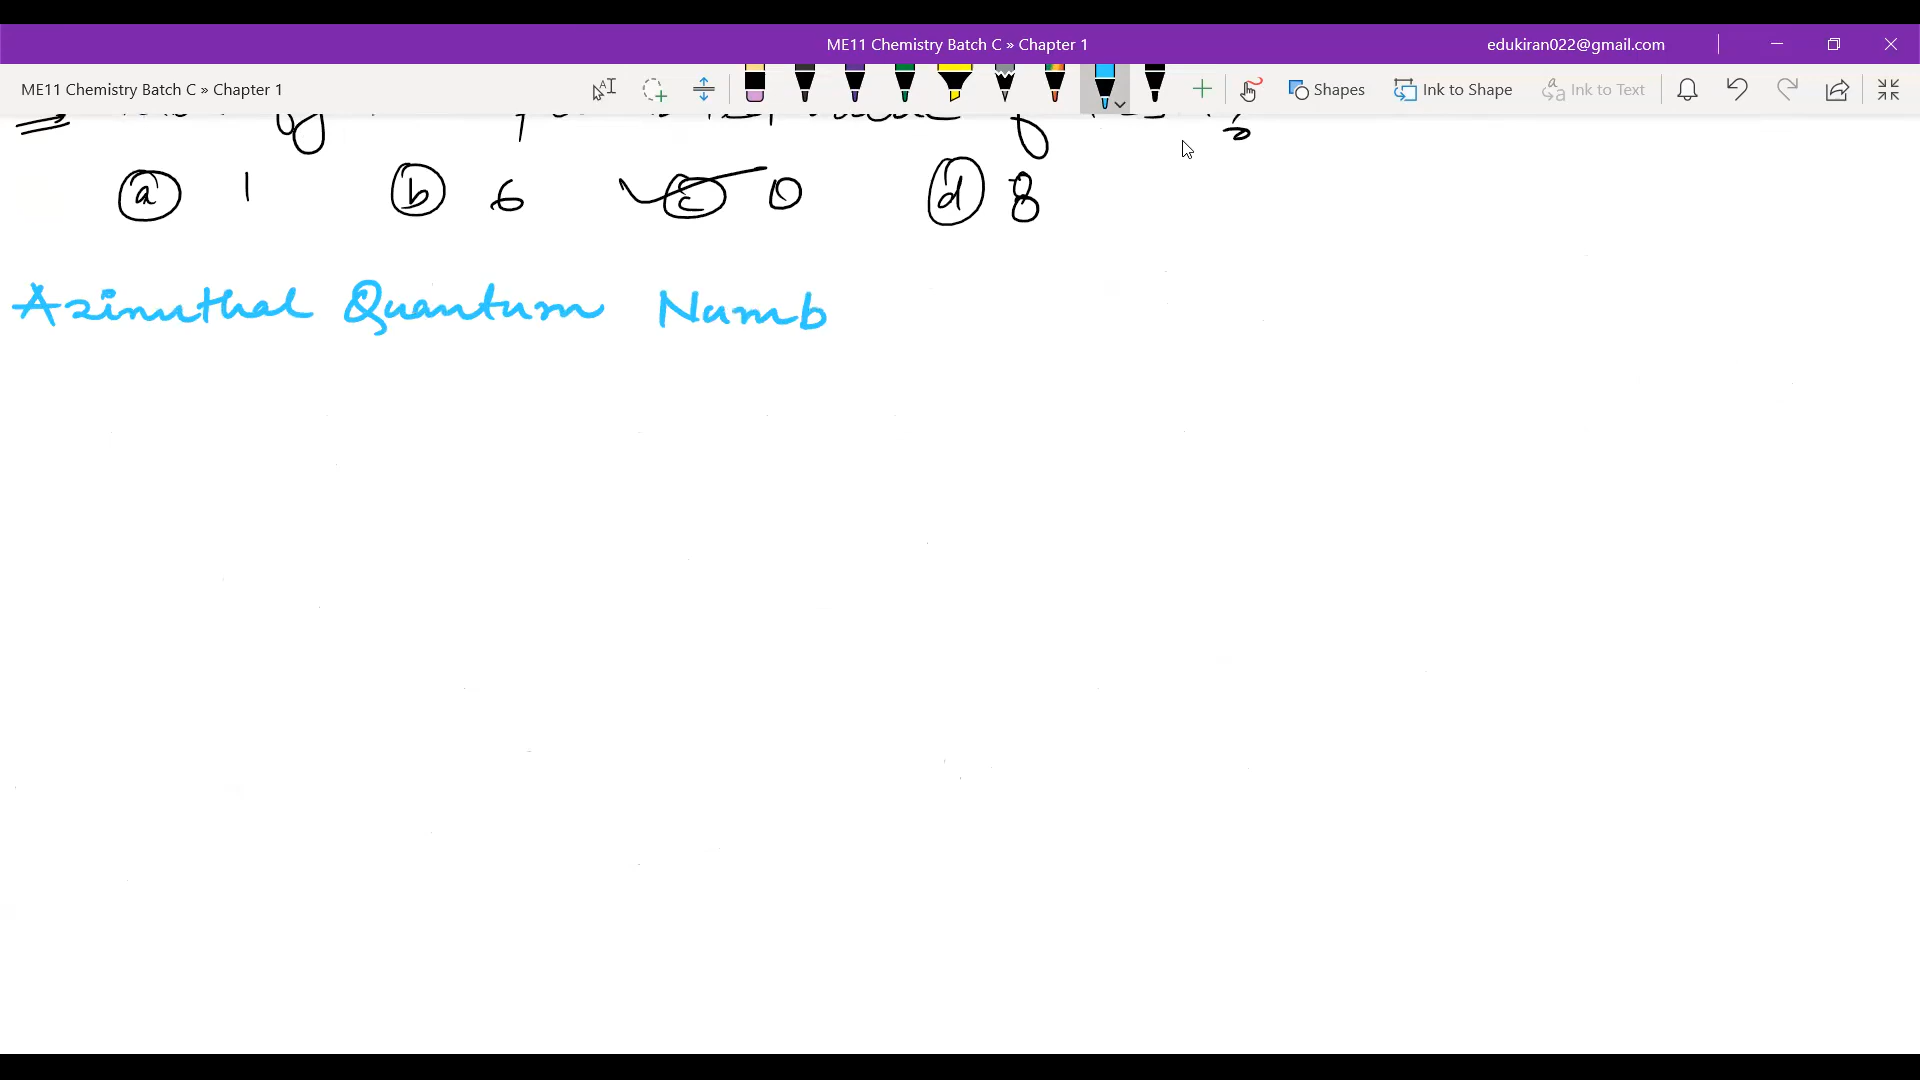 ME11 Chemistry Batch C » Chapter 1
edukiran022@gmail.com
ME11 Chemistry Batch C » Chapter 1
Shapes
Ink to Shape
Ink to Text
a 1 b 6 c 0 d 8
Azimuthal Quantum Numb